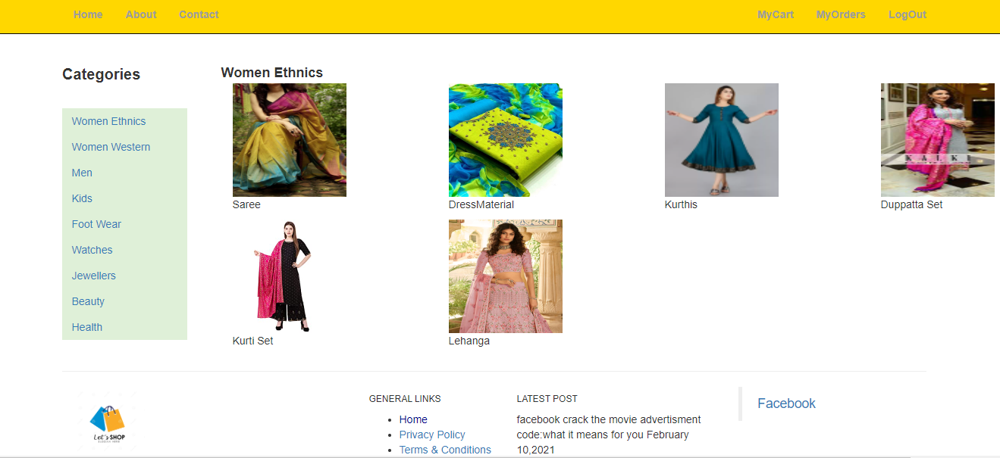 Home About Contact MyCart MyOrders LogOut
Categories
Women Ethnics
Women Western
Men
Kids
Foot Wear
Watches
Jewellers
Beauty
Health
Women Ethnics
KALKI
Saree DressMaterial Kurthis Duppatta Set
Kurti Set Lehanga
Let's SHOP
GENERAL LINKS
Home
Privacy Policy
Terms & Conditions
LATEST POST
facebook crack the movie advertisment
code:what it means for you February
10,2021
Facebook